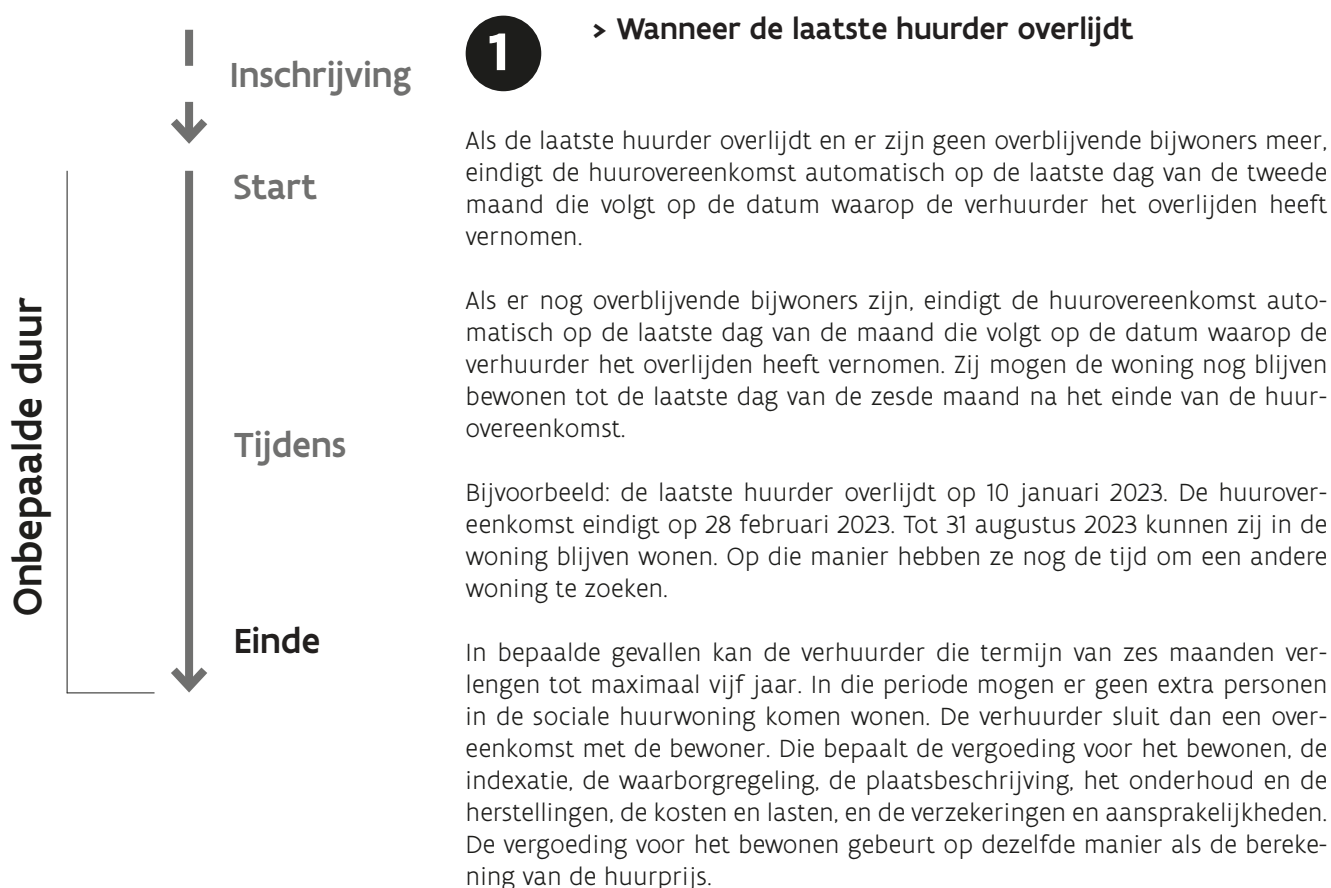 Onbepaalde duur
Inschrijving
Start
Tijdens
Einde
1
> Wanneer de laatste huurder overlijdt
Als de laatste huurder overlijdt en er zijn geen overblijvende bijwoners meer,
eindigt de huurovereenkomst automatisch op de laatste dag van de tweede
maand die volgt op de datum waarop de verhuurder het overlijden heeft
vernomen.
Als er nog overblijvende bijwoners zijn, eindigt de huurovereenkomst auto-
matisch op de laatste dag van de maand die volgt op de datum waarop de
verhuurder het overlijden heeft vernomen. Zij mogen de woning nog blijven
bewonen tot de laatste dag van de zesde maand na het einde van de huur-
overeenkomst.
Bijvoorbeeld: de laatste huurder overlijdt op 10 januari 2023. De huurover-
eenkomst eindigt op 28 februari 2023. Tot 31 augustus 2023 kunnen zij in de
woning blijven wonen. Op die manier hebben ze nog de tijd om een andere
woning te zoeken.
In bepaalde gevallen kan de verhuurder die termijn van zes maanden ver-
lengen tot maximaal vijf jaar. In die periode mogen er geen extra personen
in de sociale huurwoning komen wonen. De verhuurder sluit dan een over-
eenkomst met de bewoner. Die bepaalt de vergoeding voor het bewonen, de
indexatie, de waarborgregeling, de plaatsbeschrijving, het onderhoud en de
herstellingen, de kosten en lasten, en de verzekeringen en aansprakelijkheden.
De vergoeding voor het bewonen gebeurt op dezelfde manier als de bereke-
ning van de huurprijs.